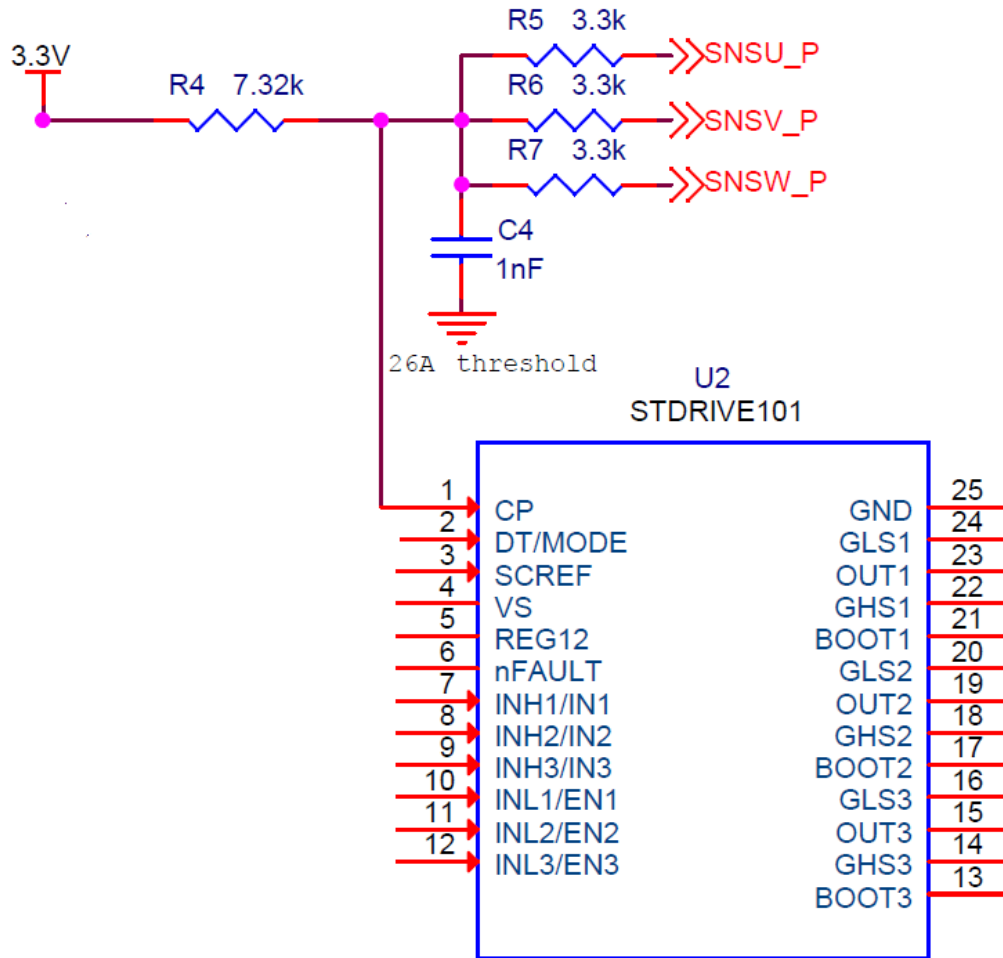 R5 3.3k
3.3V
SNSU_P
R4 7.32k
R6 3.3k
SNSV_P
R7 3.3k
SNSW_P
C4
1nF
26A threshold
U2
STDRIVE101
1 CP GND 25
2 DT/MODE GLS1 24
3 SCREF OUT1 23
4 VS GHS1 22
5 REG12 BOOT1 21
6 nFAULT GLS2 20
7 INH1/IN1 OUT2 19
8 INH2/IN2 GHS2 18
9 INH3/IN3 BOOT2 17
10 INL1/EN1 GLS3 16
11 INL2/EN2 OUT3 15
12 INL3/EN3 GHS3 14
BOOT3 13